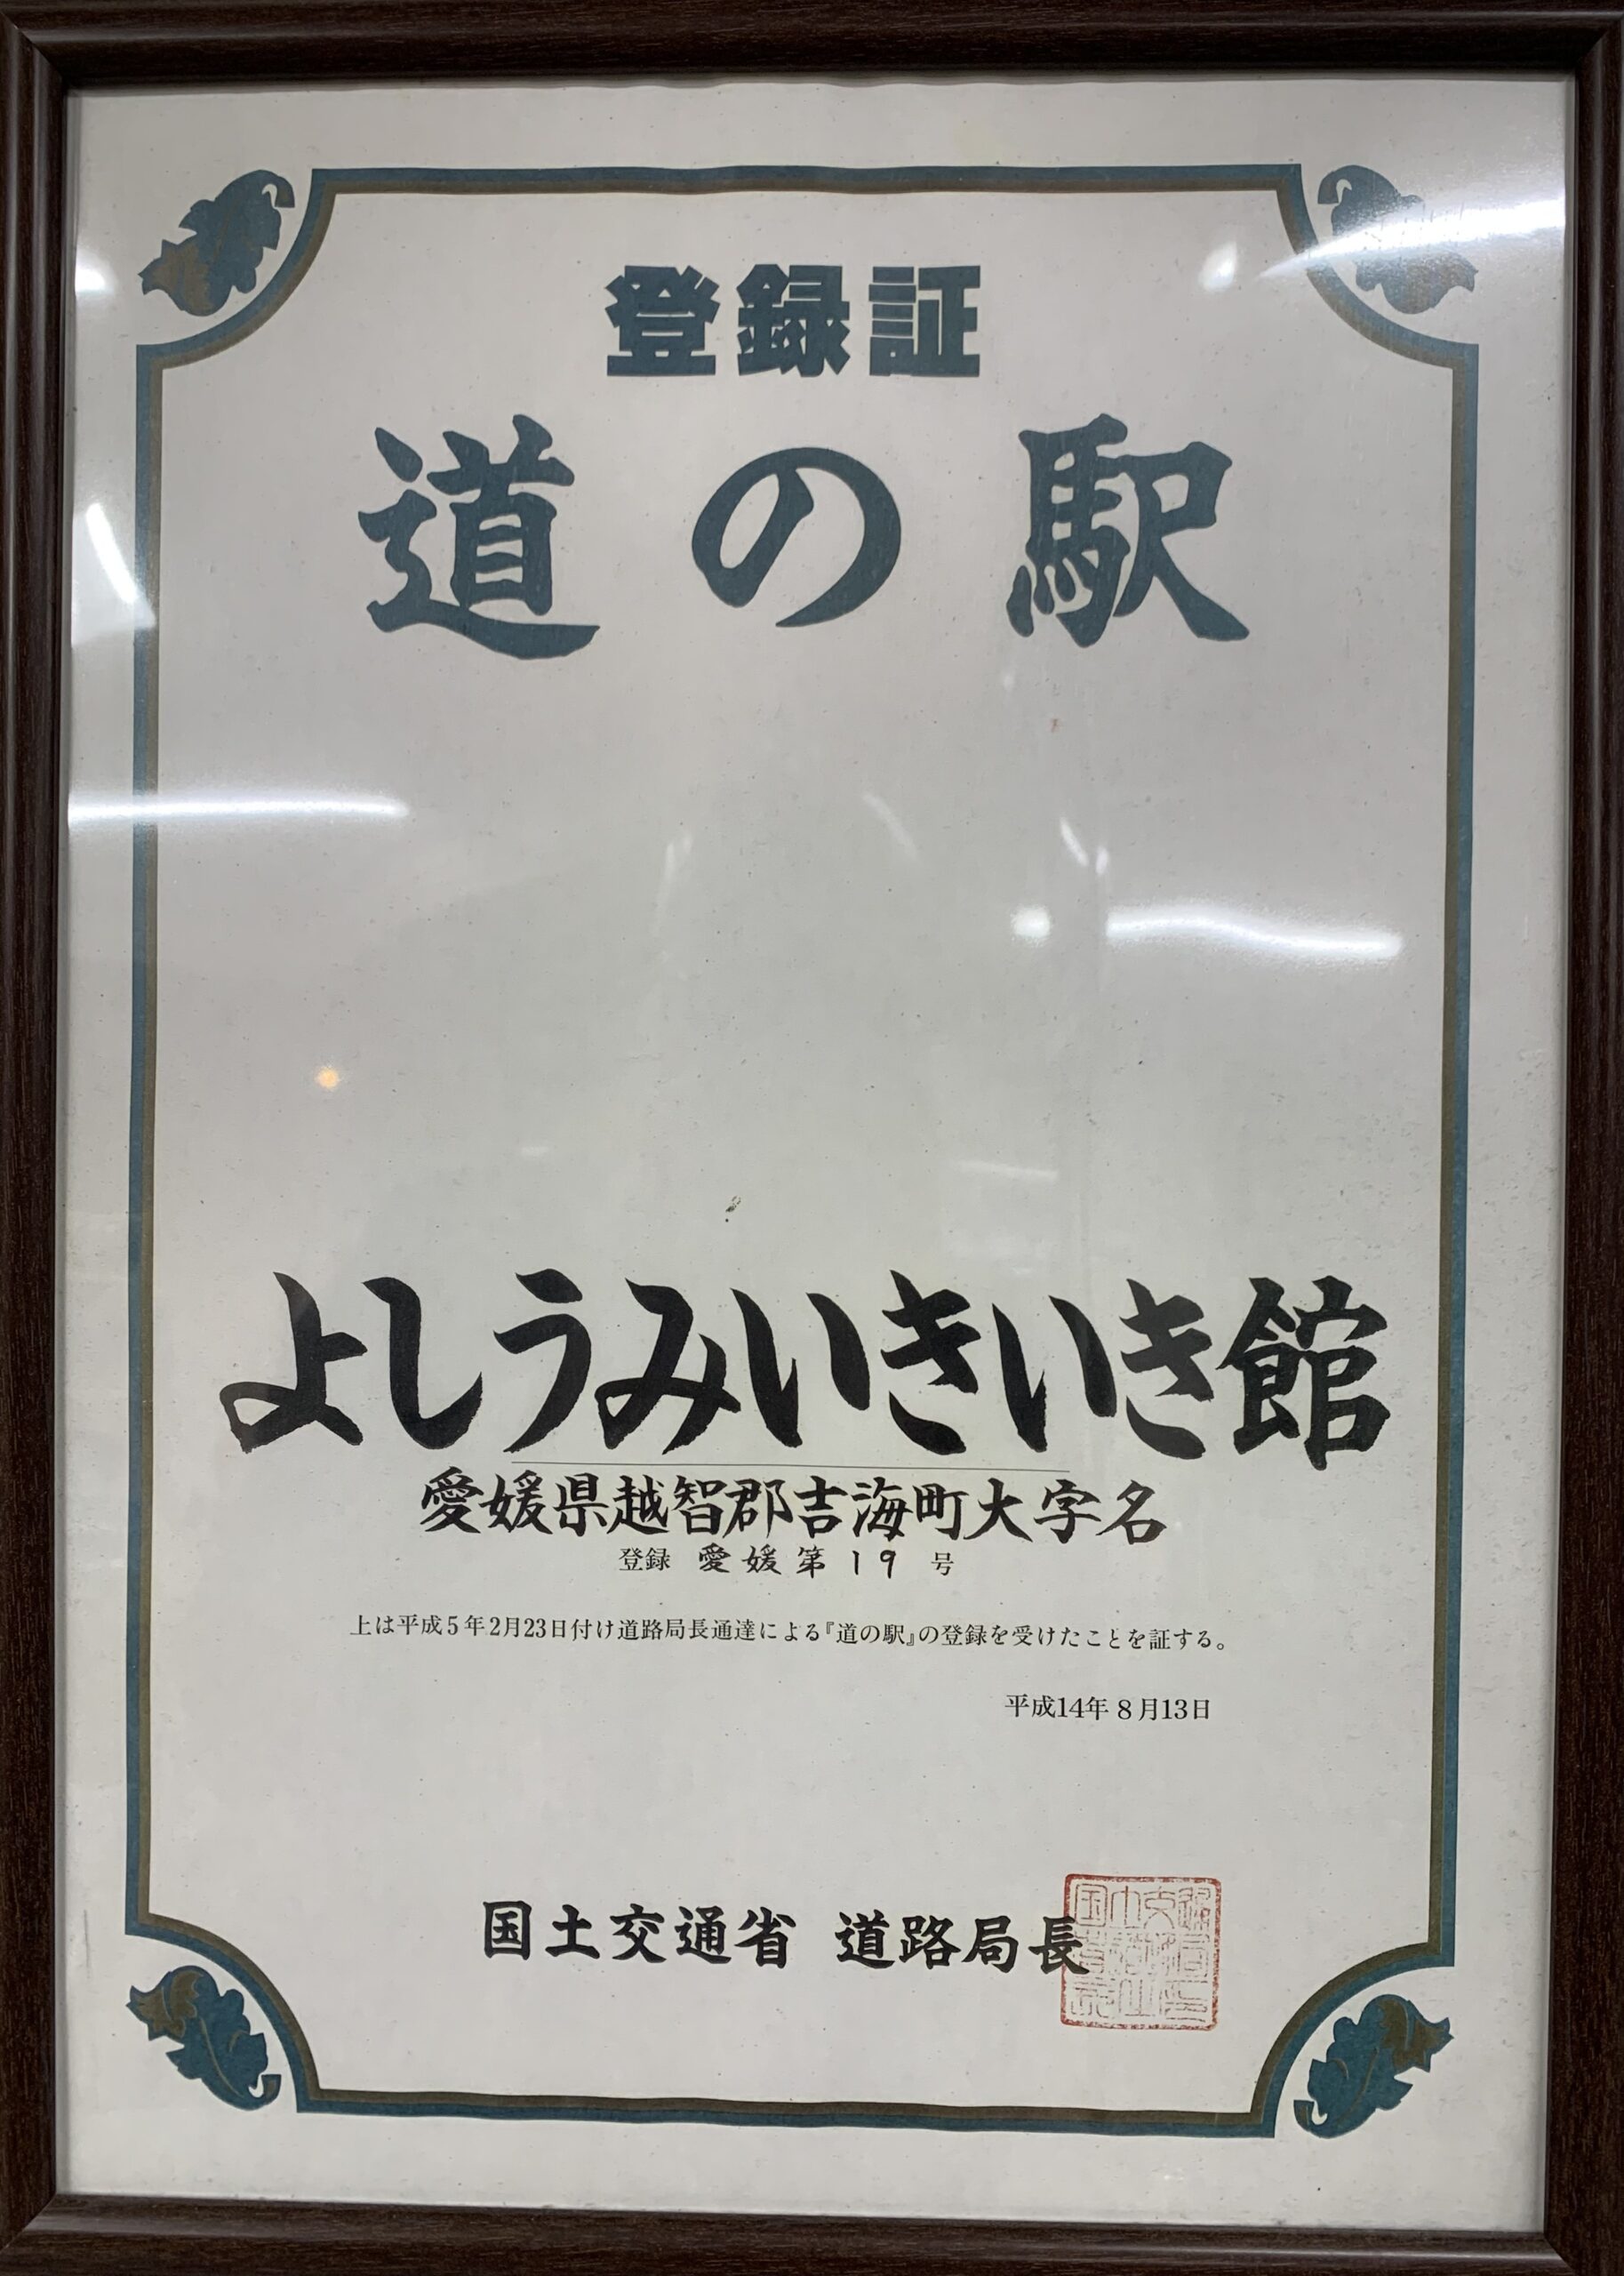 登録証
道の駅
よしうみいきいき館
愛媛県越智郡吉海町大字名
登録 愛媛第19号
上は平成5年2月23日付け道路局長通達による『道の駅』の登録を受けたことを証する。
平成14年8月13日
国土交通省 道路局長